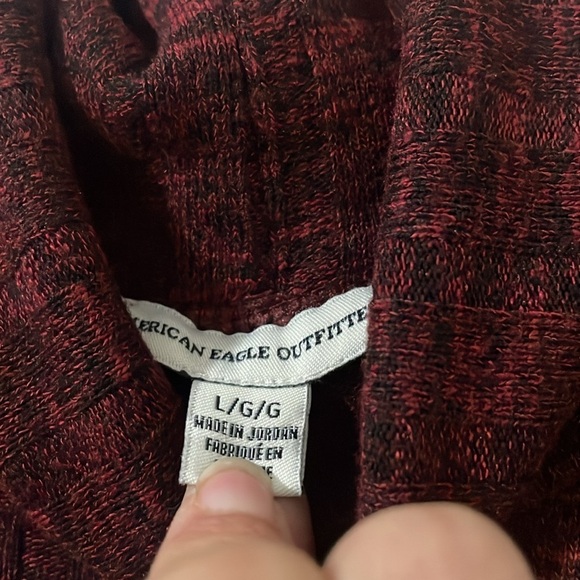 ERICAN EAGLE OUTFITTE
L/G/G
MADE IN JORDAN
FABRIQUÉ EN